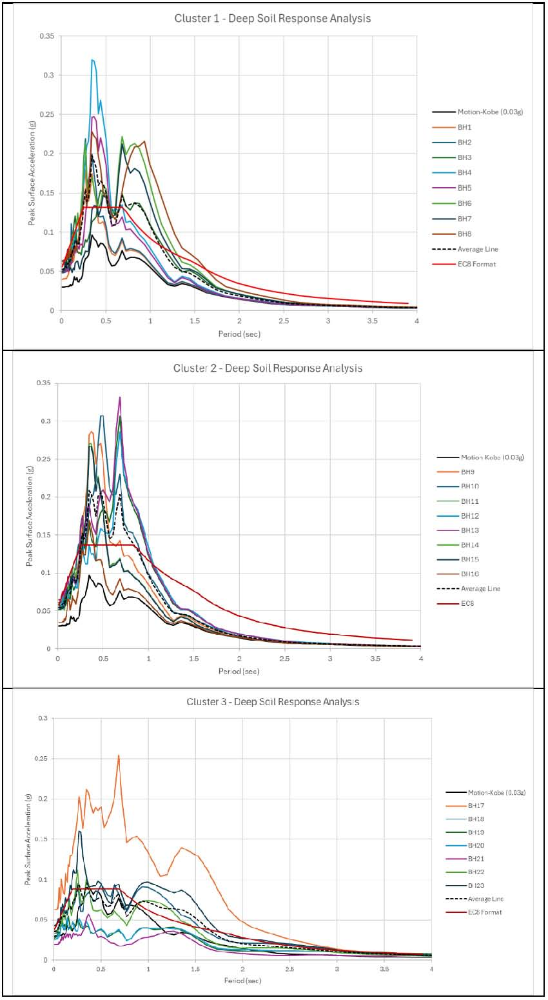 Cluster 1 - Deep Soil Response Analysis
0.35
0.3
0.25
0.2
0.15
0.1
0.05
0
Peak Surface Acceleration (g)
0 0.5 1 1.5 2 2.5 3 3.5 4
Period (sec)
Motion-Kobe (0.03g)
BH1
BH2
BH3
BH4
BH5
BH6
BH7
BH8
Average Line
EC8 Format
Cluster 2 - Deep Soil Response Analysis
0.35
0.3
0.25
0.2
0.15
0.1
0.05
0
Peak Surface Acceleration (g)
0 0.5 1 1.5 2 2.5 3 3.5 4
Period (sec)
Motion-Kobe (0.03g)
BH9
BH10
BH11
BH12
BH13
BH14
BH15
BH16
Average Line
EC8
Cluster 3 - Deep Soil Response Analysis
0.3
0.25
0.2
0.15
0.1
0.05
0
Peak Surface Acceleration (g)
0 0.5 1 1.5 2 2.5 3 3.5 4
Period (sec)
Motion-Kobe (0.03g)
BH17
BH18
BH19
BH20
BH21
BH22
BH23
Average Line
EC8 Format